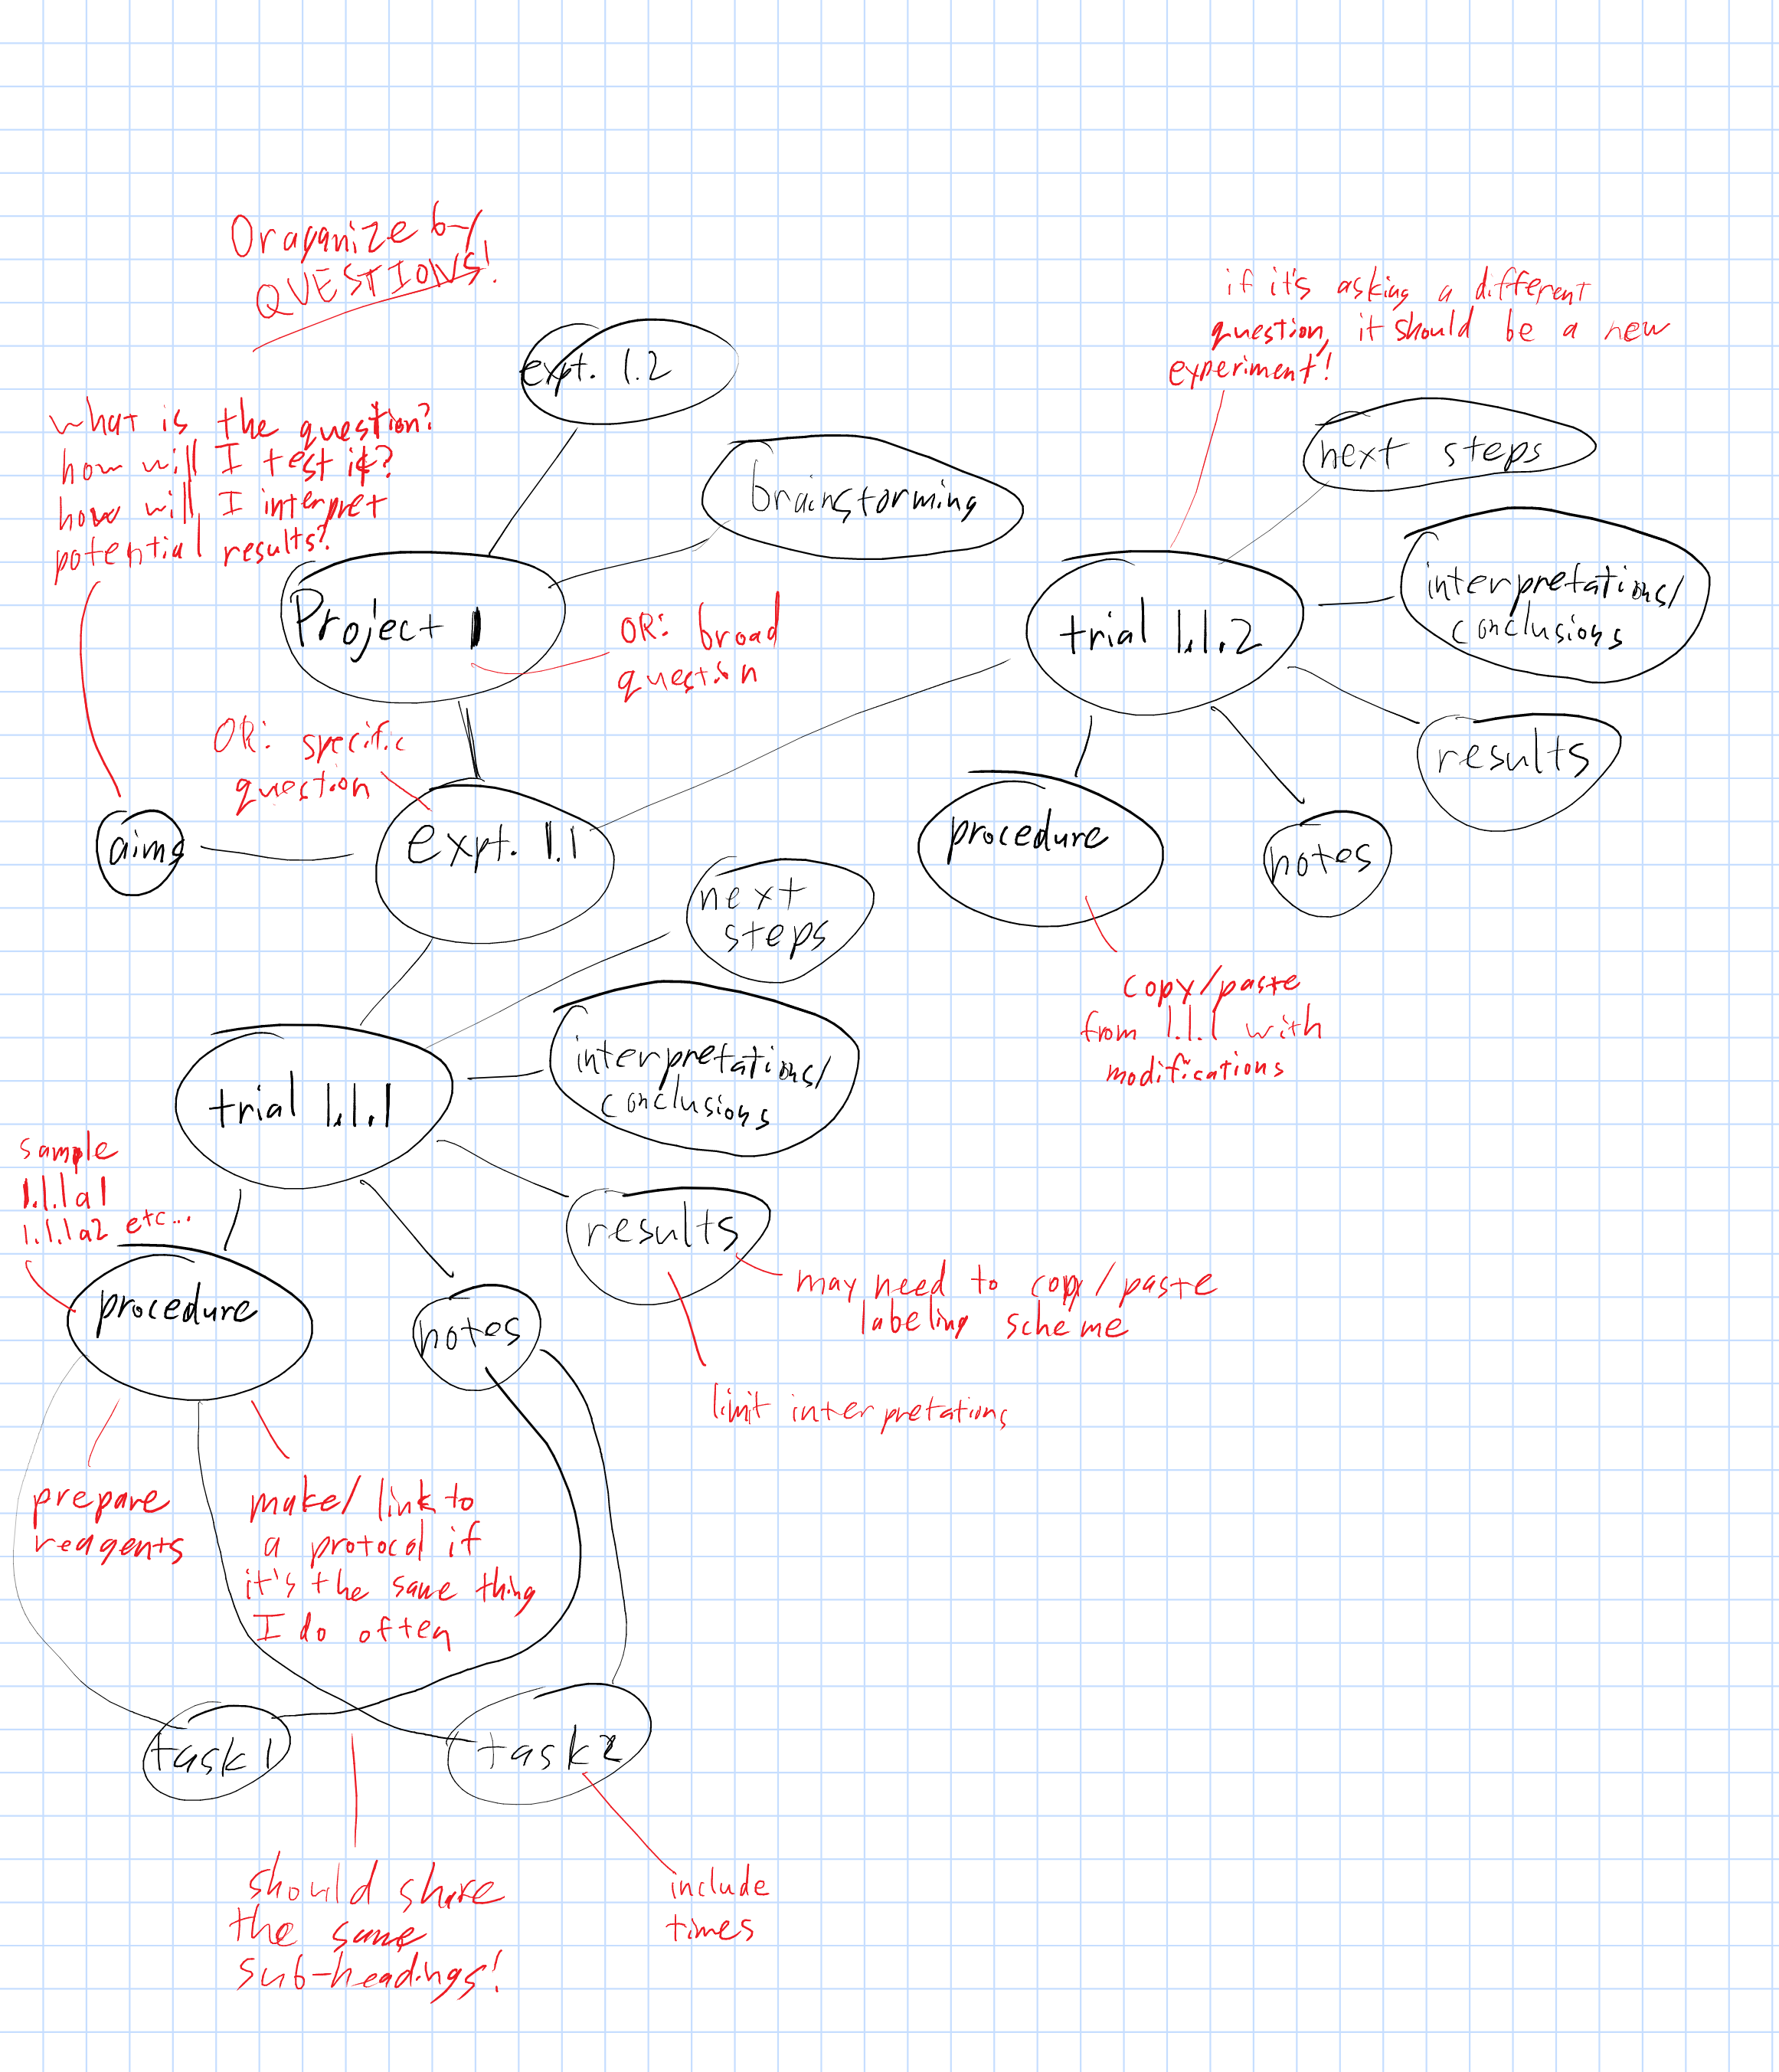 Oraganize by
QUESTIONS!
if it's asking a different
question, it should be a new
experiment!
expt. 1.2
what is the question?
how will I test it?
how will I interpret
potential results?
next steps
brainstorming
interpretations/
conclusions
Project 1
OR: broad
question
trial 1.1.2
OR: specific
question
results
aims
expt. 1.1
procedure
notes
next
steps
copy/paste
from 1.1.1 with
modifications
interpretations/
conclusions
trial 1.1.1
sample
1.1.1a1
1.1.1a2 etc...
results
may need to copy/paste
labeling scheme
procedure
notes
limit interpretations
prepare
reagents
make/link to
a protocol if
it's the same thing
I do often
task 1
task 2
should share
the same
sub-headings!
include
times